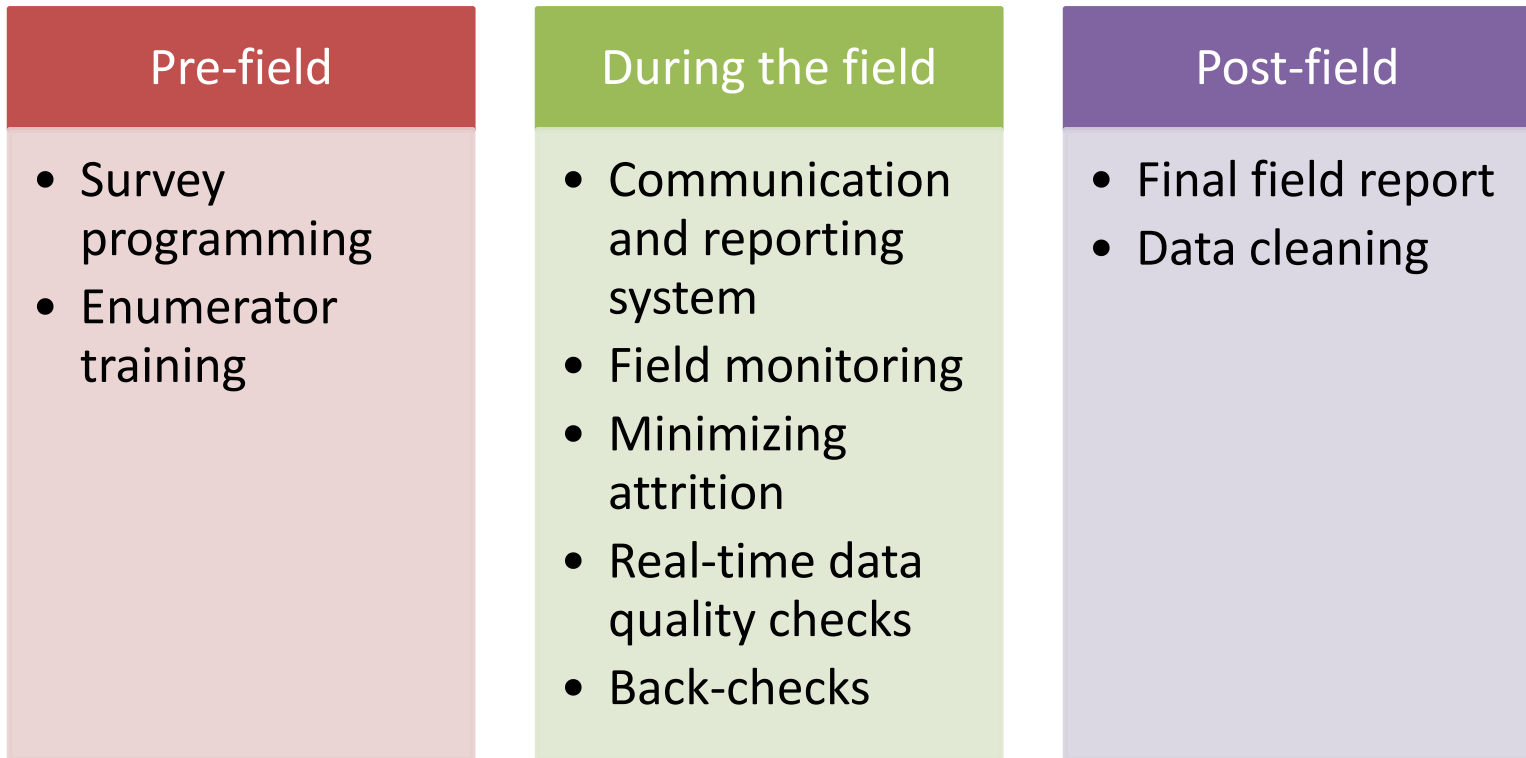 Pre-field
• Survey
programming
• Enumerator
training
During the field
• Communication
and reporting
system
• Field monitoring
• Minimizing
attrition
• Real-time data
quality checks
• Back-checks
Post-field
• Final field report
• Data cleaning